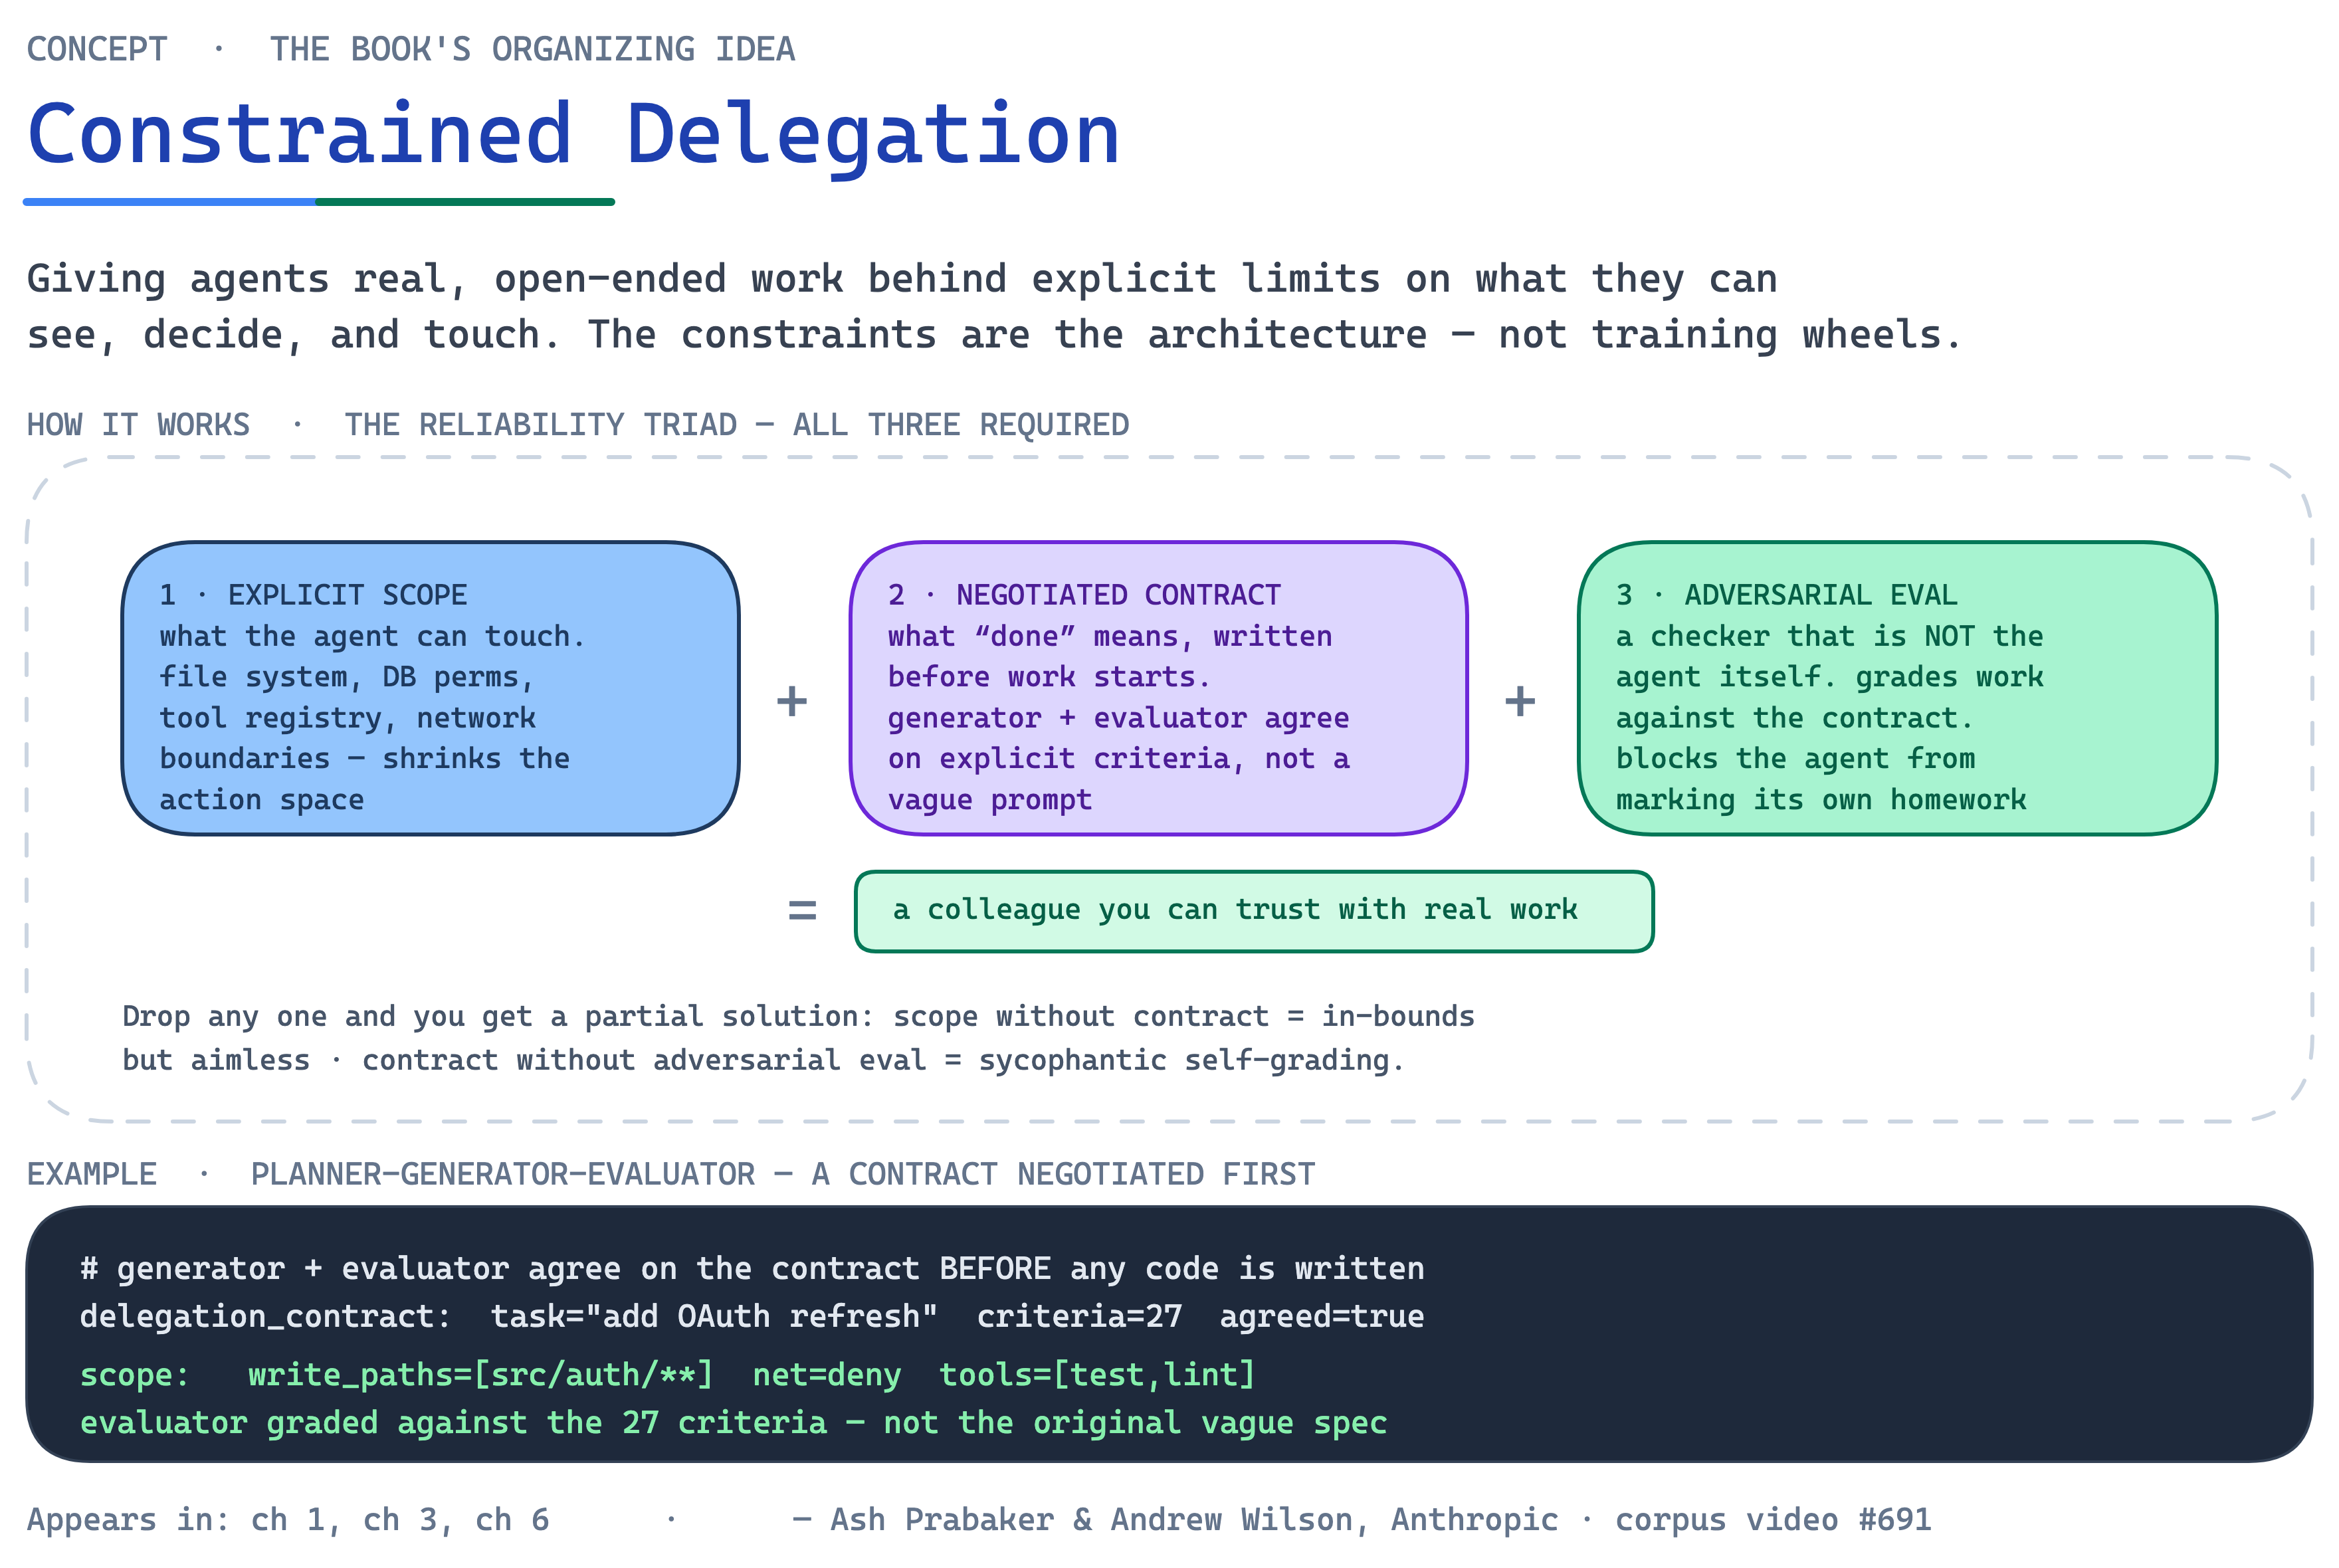 CONCEPT · THE BOOK'S ORGANIZING IDEA
Constrained Delegation
Giving agents real, open-ended work behind explicit limits on what they can
see, decide, and touch. The constraints are the architecture — not training wheels.
HOW IT WORKS · THE RELIABILITY TRIAD — ALL THREE REQUIRED
1 · EXPLICIT SCOPE
what the agent can touch.
file system, DB perms,
tool registry, network
boundaries — shrinks the
action space
+
2 · NEGOTIATED CONTRACT
what “done” means, written
before work starts.
generator + evaluator agree
on explicit criteria, not a
vague prompt
+
3 · ADVERSARIAL EVAL
a checker that is NOT the
agent itself. grades work
against the contract.
blocks the agent from
marking its own homework
= a colleague you can trust with real work
Drop any one and you get a partial solution: scope without contract = in-bounds
but aimless · contract without adversarial eval = sycophantic self-grading.
EXAMPLE · PLANNER-GENERATOR-EVALUATOR — A CONTRACT NEGOTIATED FIRST
# generator + evaluator agree on the contract BEFORE any code is written
delegation_contract: task="add OAuth refresh" criteria=27 agreed=true
scope: write_paths=[src/auth/**] net=deny tools=[test,lint]
evaluator graded against the 27 criteria — not the original vague spec
Appears in: ch 1, ch 3, ch 6 · — Ash Prabaker & Andrew Wilson, Anthropic · corpus video #691